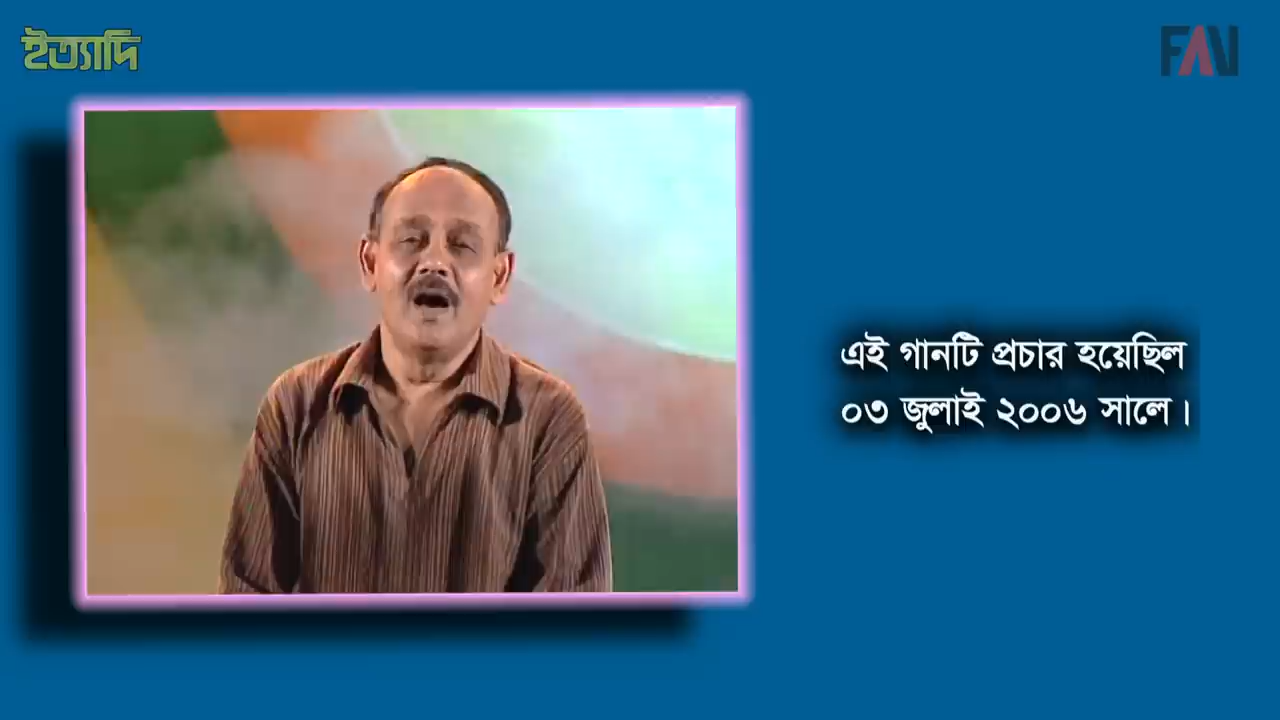 ইত্যাদি
FAV
এই গানটি প্রচার হয়েছিল
০৩ জুলাই ২০০৬ সালে।